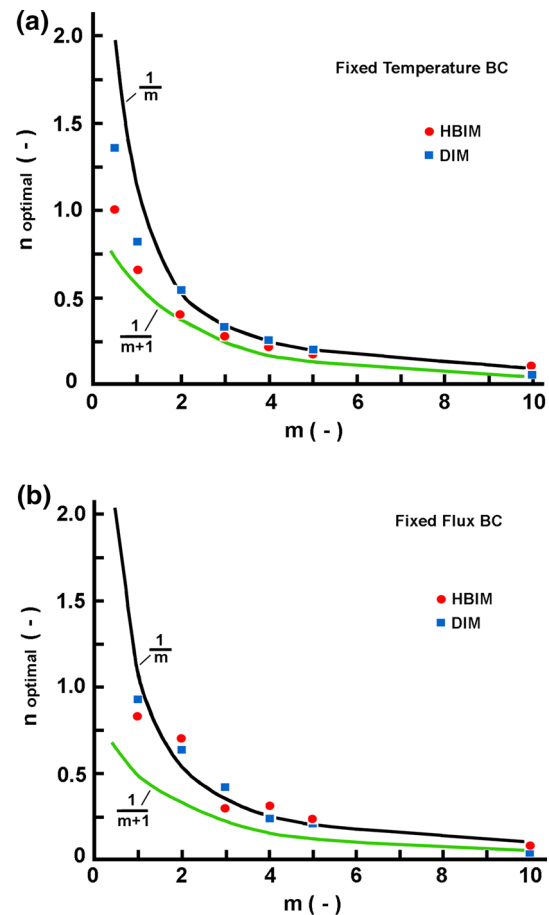 (a)
2.0
Fixed Temperature BC
1
m
1.5
HBIM
DIM
n optimal ( - )
1.0
0.5
1
m+1
0
0 2 4 6 8 10
m ( - )
(b)
2.0
Fixed Flux BC
1.5
HBIM
DIM
1
m
n optimal ( - )
1.0
0.5
1
m+1
0
0 2 4 6 8 10
m ( - )